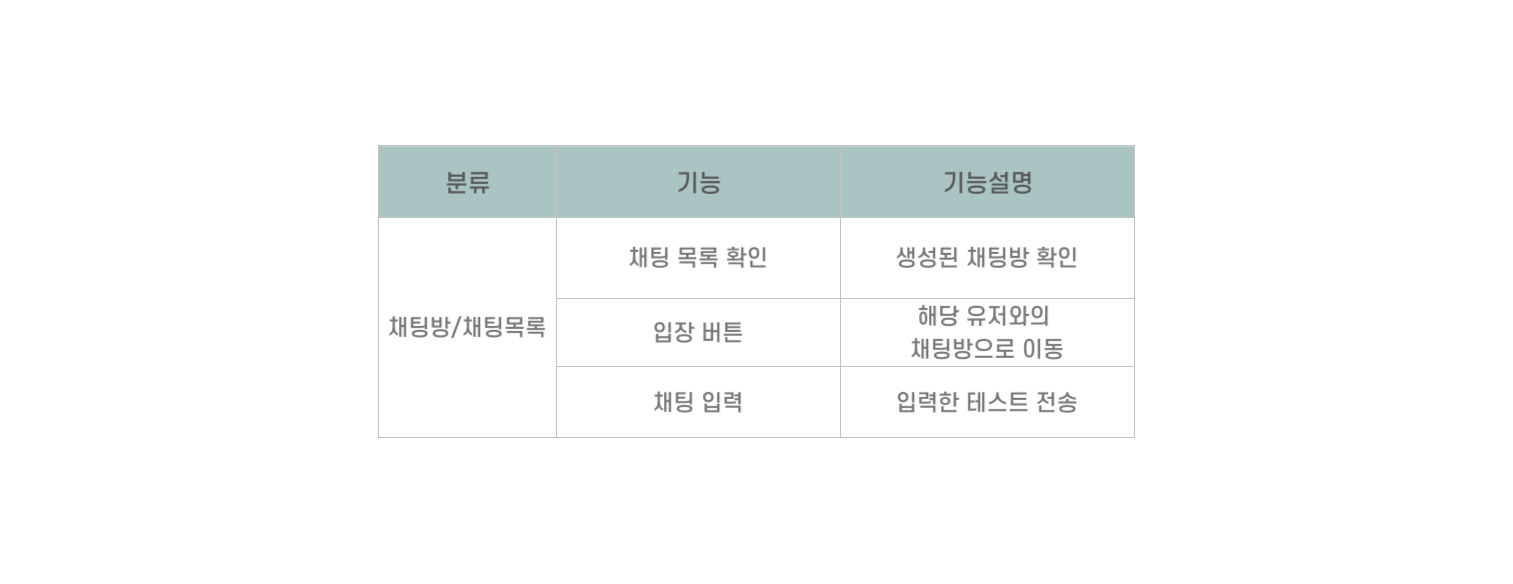 분류 기능 기능설명
채팅 목록 확인 생성된 채팅방 확인
채팅방/채팅목록
입장 버튼
해당 유저와의
채팅방으로 이동
채팅 입력 입력한 테스트 전송